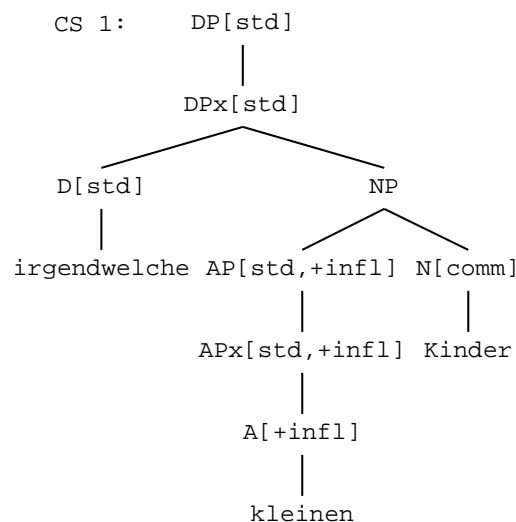 CS 1: DP[std]
DPx[std]
D[std] NP
irgendwelche AP[std,+infl] N[comm]
APx[std,+infl] Kinder
A[+infl]
kleinen